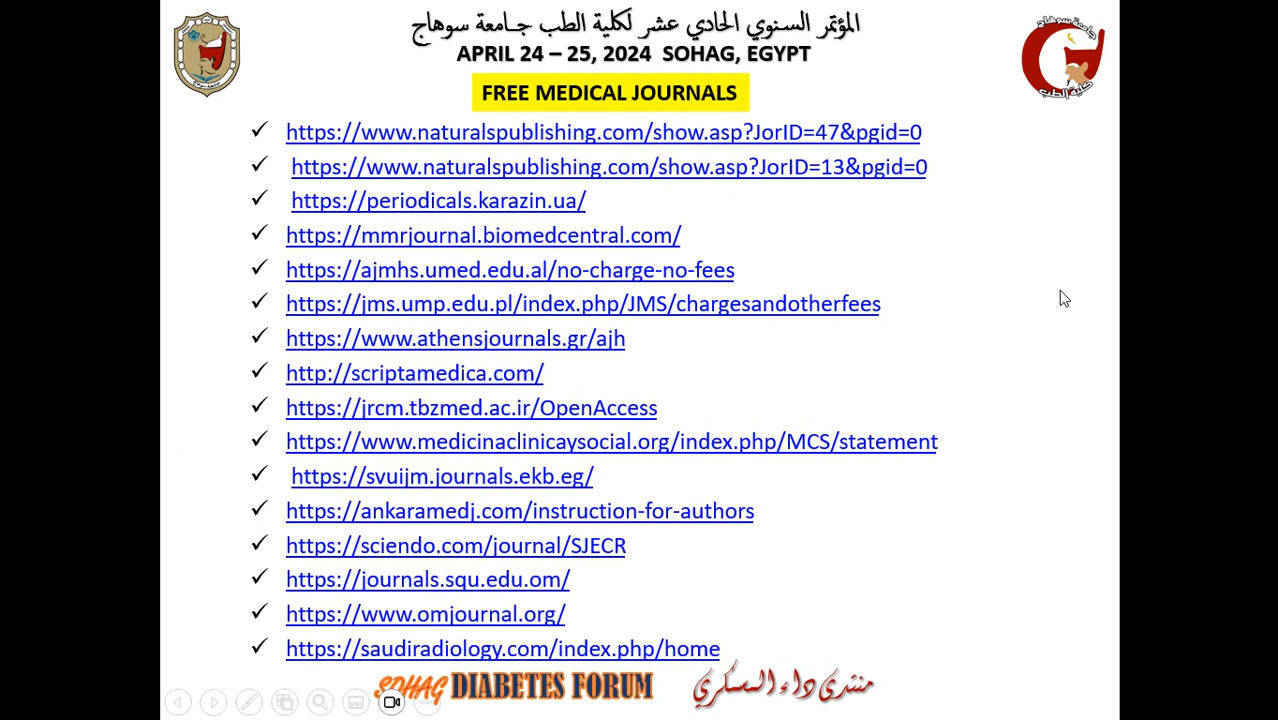 المؤتمر السنوي الحادي عشر لكلية الطب جامعة سوهاج
APRIL 24 – 25, 2024 SOHAG, EGYPT
FREE MEDICAL JOURNALS
✓ https://www.naturalspublishing.com/show.asp?JorID=47&pgid=0
✓ https://www.naturalspublishing.com/show.asp?JorID=13&pgid=0
✓ https://periodicals.karazin.ua/
✓ https://mmrjournal.biomedcentral.com/
✓ https://ajmhs.umed.edu.al/no-charge-no-fees
✓ https://jms.ump.edu.pl/index.php/JMS/chargesandotherfees
✓ https://www.athensjournals.gr/ajh
✓ http://scriptamedica.com/
✓ https://jrcm.tbzmed.ac.ir/OpenAccess
✓ https://www.medicinaclinicaysocial.org/index.php/MCS/statement
✓ https://svuijm.journals.ekb.eg/
✓ https://ankaramedj.com/instruction-for-authors
✓ https://sciendo.com/journal/SJECR
✓ https://journals.squ.edu.om/
✓ https://www.omjournal.org/
✓ https://saudiradiology.com/index.php/home
SOHAG DIABETES FORUM منتدى داء السكري
جامعة سوهاج
كلية الطب